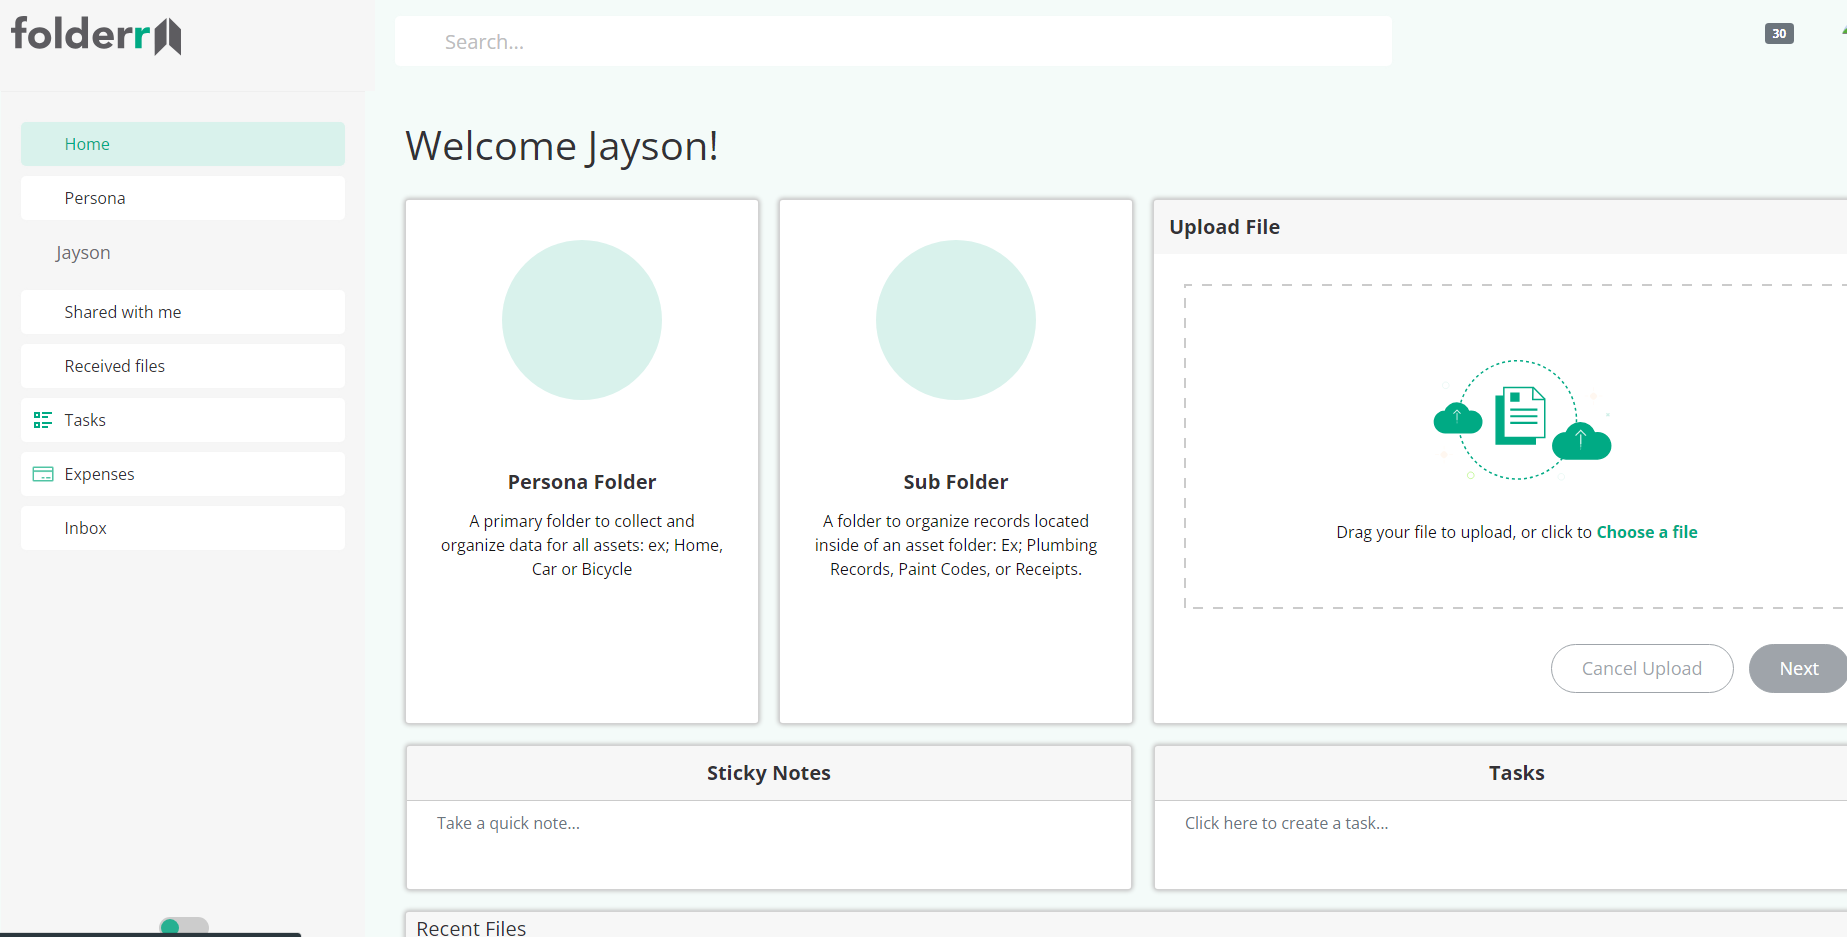 folderr
Search...
30
Home
Persona
Jayson
Shared with me
Received files
Tasks
Expenses
Inbox
Welcome Jayson!
Persona Folder
A primary folder to collect and
organize data for all assets: ex; Home,
Car or Bicycle
Sub Folder
A folder to organize records located
inside of an asset folder: Ex; Plumbing
Records, Paint Codes, or Receipts.
Upload File
Drag your file to upload, or click to Choose a file
Cancel Upload
Next
Sticky Notes
Take a quick note...
Tasks
Click here to create a task...
Recent Files